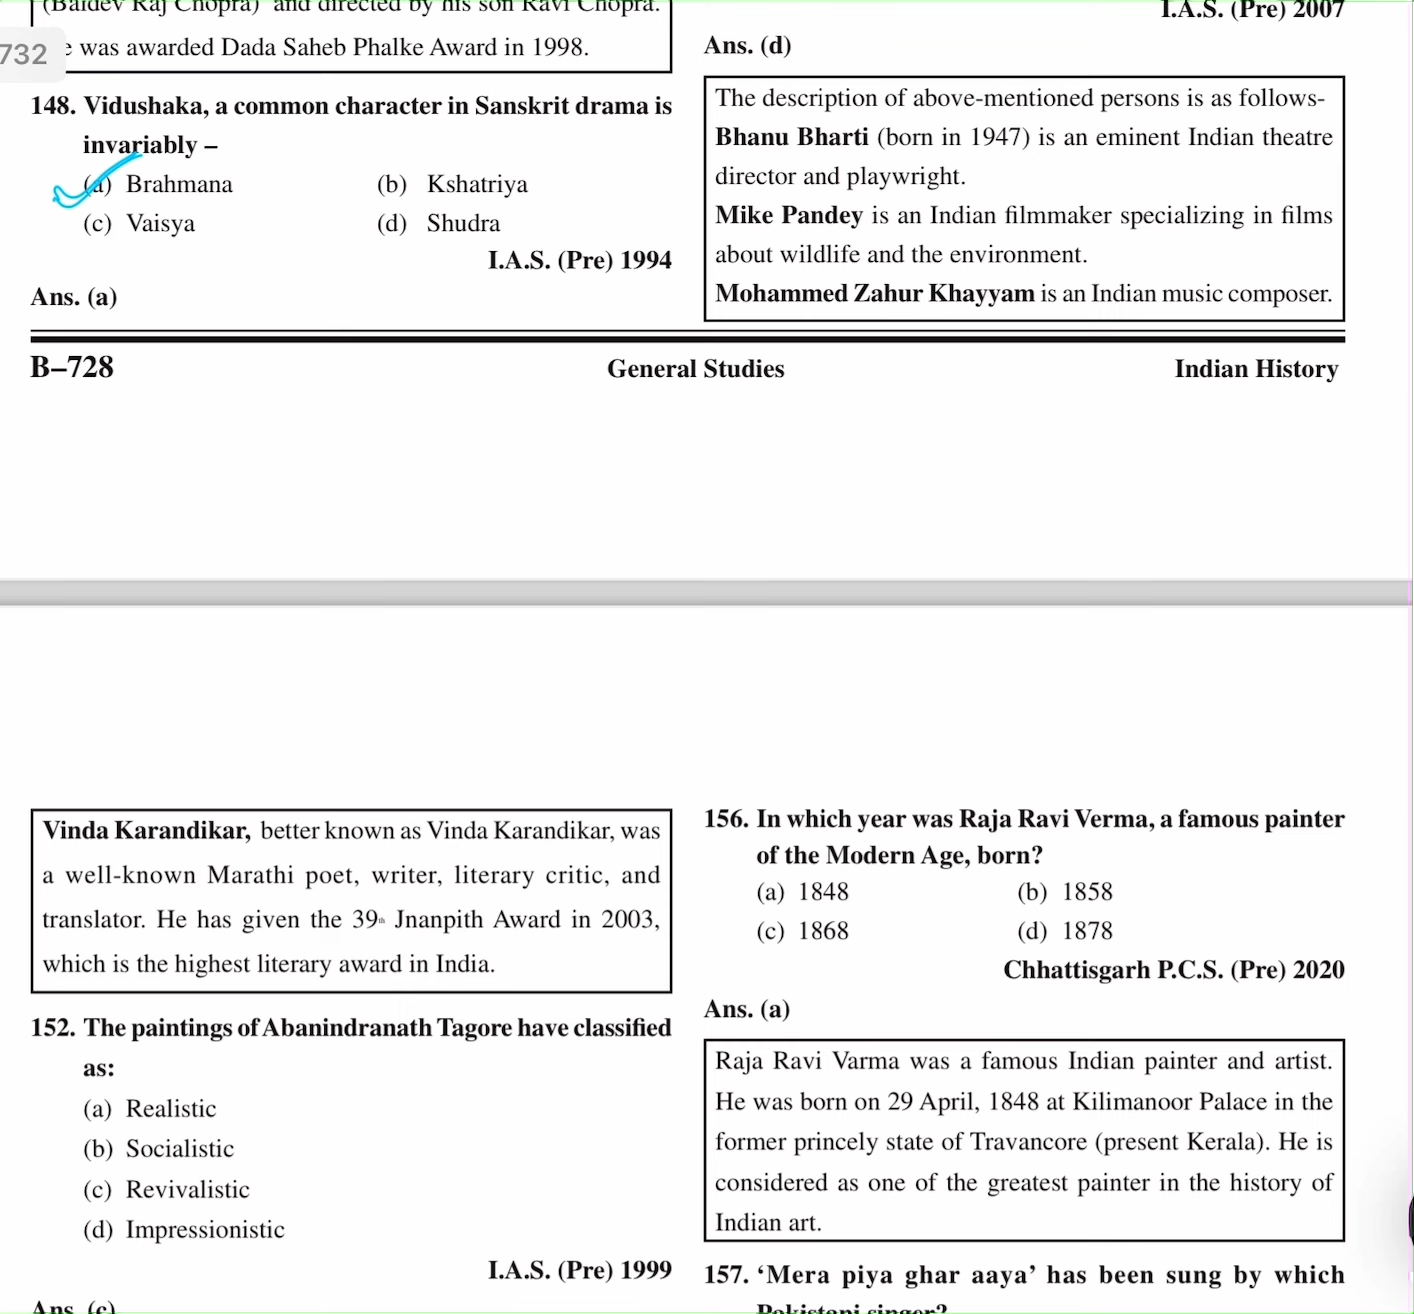 (Baldev Raj Chopra) and directed by his son Ravi Chopra.
732
e was awarded Dada Saheb Phalke Award in 1998.
148. Vidushaka, a common character in Sanskrit drama is
invariably –
(a) Brahmana (b) Kshatriya
(c) Vaisya (d) Shudra
I.A.S. (Pre) 1994
Ans. (a)
I.A.S. (Pre) 2007
Ans. (d)
The description of above-mentioned persons is as follows-
Bhanu Bharti (born in 1947) is an eminent Indian theatre
director and playwright.
Mike Pandey is an Indian filmmaker specializing in films
about wildlife and the environment.
Mohammed Zahur Khayyam is an Indian music composer.
B–728 General Studies Indian History
Vinda Karandikar, better known as Vinda Karandikar, was
a well-known Marathi poet, writer, literary critic, and
translator. He has given the 39th Jnanpith Award in 2003,
which is the highest literary award in India.
152. The paintings of Abanindranath Tagore have classified
as:
(a) Realistic
(b) Socialistic
(c) Revivalistic
(d) Impressionistic
I.A.S. (Pre) 1999
Ans. (c)
156. In which year was Raja Ravi Verma, a famous painter
of the Modern Age, born?
(a) 1848 (b) 1858
(c) 1868 (d) 1878
Chhattisgarh P.C.S. (Pre) 2020
Ans. (a)
Raja Ravi Varma was a famous Indian painter and artist.
He was born on 29 April, 1848 at Kilimanoor Palace in the
former princely state of Travancore (present Kerala). He is
considered as one of the greatest painter in the history of
Indian art.
157. ‘Mera piya ghar aaya’ has been sung by which
Pakistani singer?